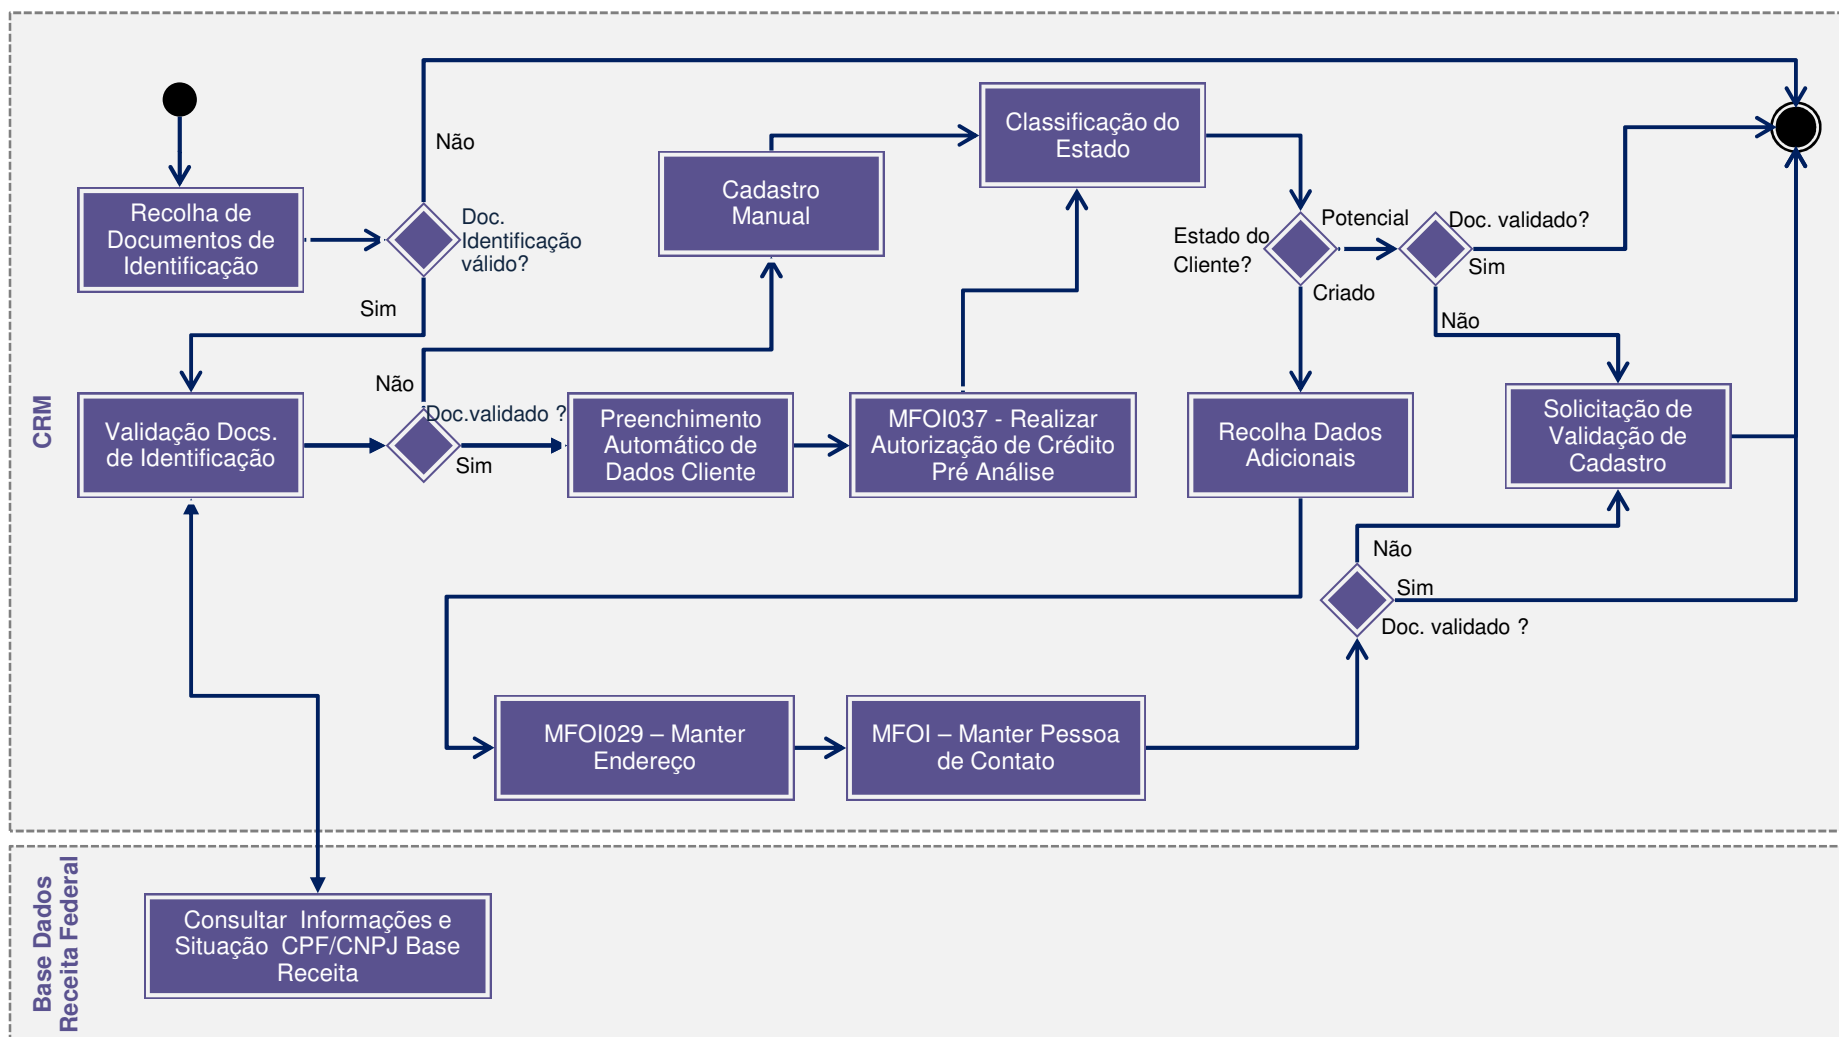 CRM
Recolha de
Documentos de
Identificação
Não
Doc.
Identificação
válido?
Sim
Cadastro
Manual
Classificação do
Estado
Estado do
Cliente?
Potencial
Criado
Doc. validado?
Sim
Não
Validação Docs.
de Identificação
Não
Doc.validado ?
Sim
Preenchimento
Automático de
Dados Cliente
MFOI037 - Realizar
Autorização de Crédito
Pré Análise
Recolha Dados
Adicionais
Solicitação de
Validação de
Cadastro
Não
Sim
Doc. validado ?
MFOI029 – Manter
Endereço
MFOI – Manter Pessoa
de Contato
Base Dados
Receita Federal
Consultar Informações e
Situação CPF/CNPJ Base
Receita